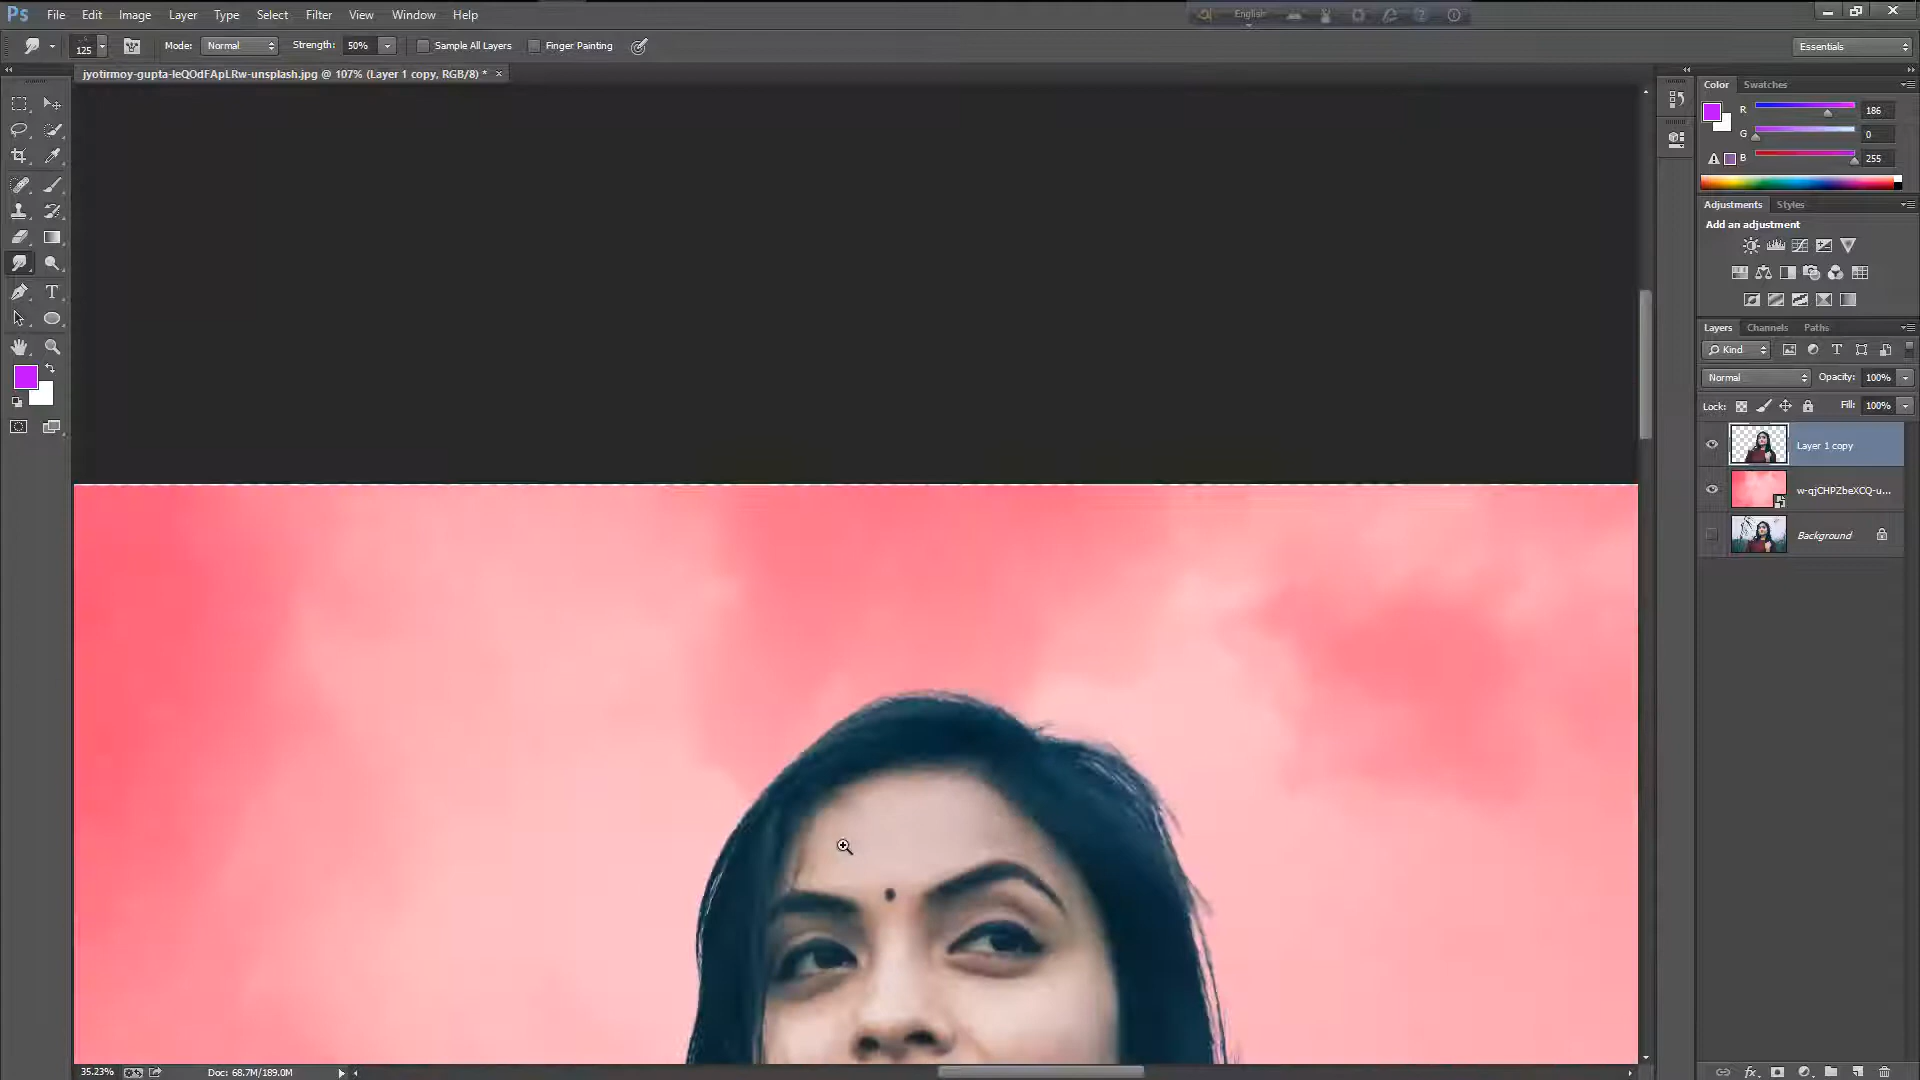 Ps File Edit Image Layer Type Select Filter View Window Help
English
125 Mode: Normal Strength: 50% Sample All Layers Finger Painting
Essentials
jyotirmoy-gupta-IeQOdFApLRw-unsplash.jpg @ 107% (Layer 1 copy, RGB/8) *
Color Swatches
R 186
G 0
B 255
Adjustments Styles
Add an adjustment
Layers Channels Paths
Kind
Normal Opacity: 100%
Lock: Fill: 100%
Layer 1 copy
w-qjCHPZbeXCQ-u...
Background
35.23% Doc: 68.7M/189.0M